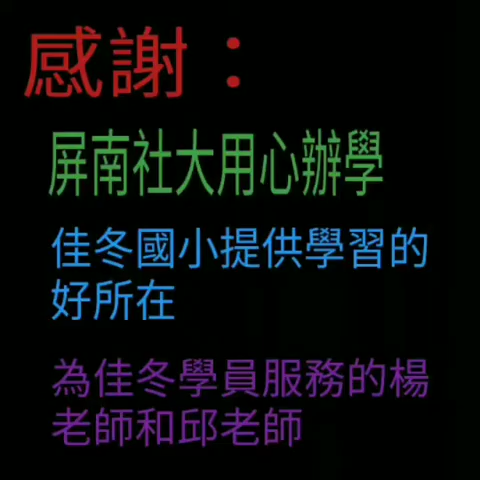 感謝：
屏南社大用心辦學
佳冬國小提供學習的
好所在
為佳冬學員服務的楊
老師和邱老師